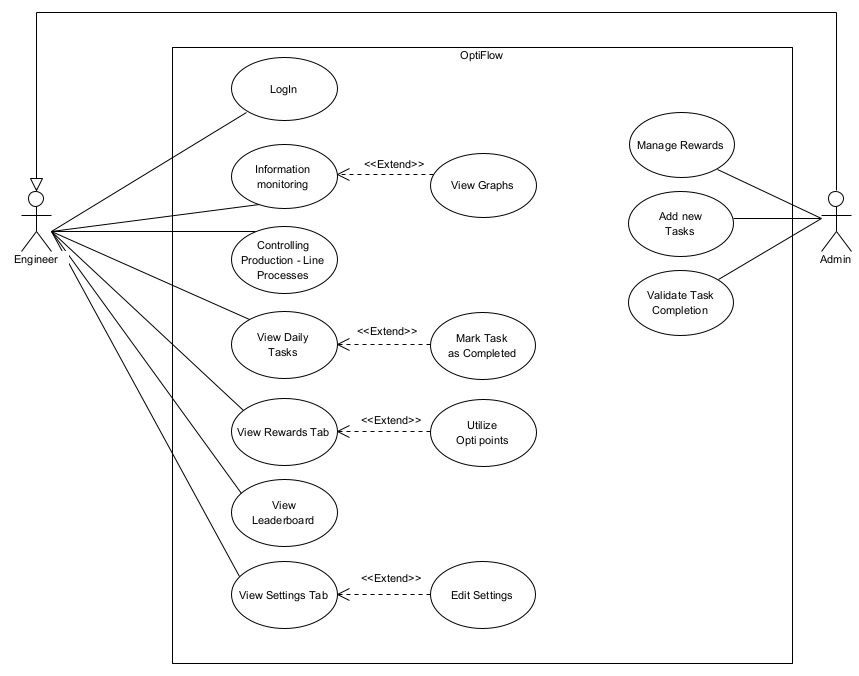 OptiFlow
LogIn
Information
monitoring
<<Extend>>
View Graphs
Manage Rewards
Engineer
Controlling
Production - Line
Processes
Add new
Tasks
Admin
Validate Task
Completion
View Daily
Tasks
<<Extend>>
Mark Task
as Completed
View Rewards Tab
<<Extend>>
Utilize
Opti points
View
Leaderboard
View Settings Tab
<<Extend>>
Edit Settings